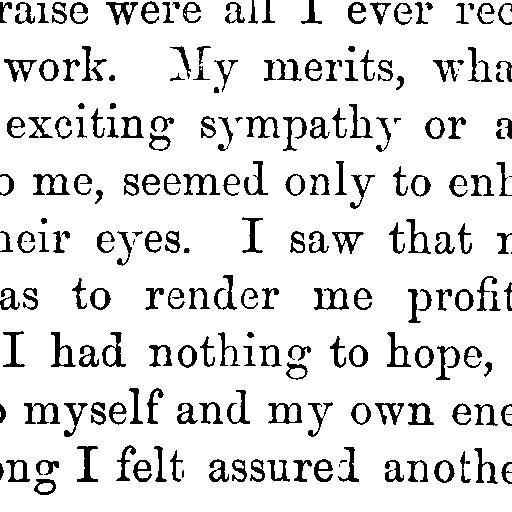 raise were all I ever rec
work. My merits, wha
exciting sympathy or a
o me, seemed only to enh
heir eyes. I saw that n
as to render me profit
I had nothing to hope,
o myself and my own ene
ong I felt assured anothe